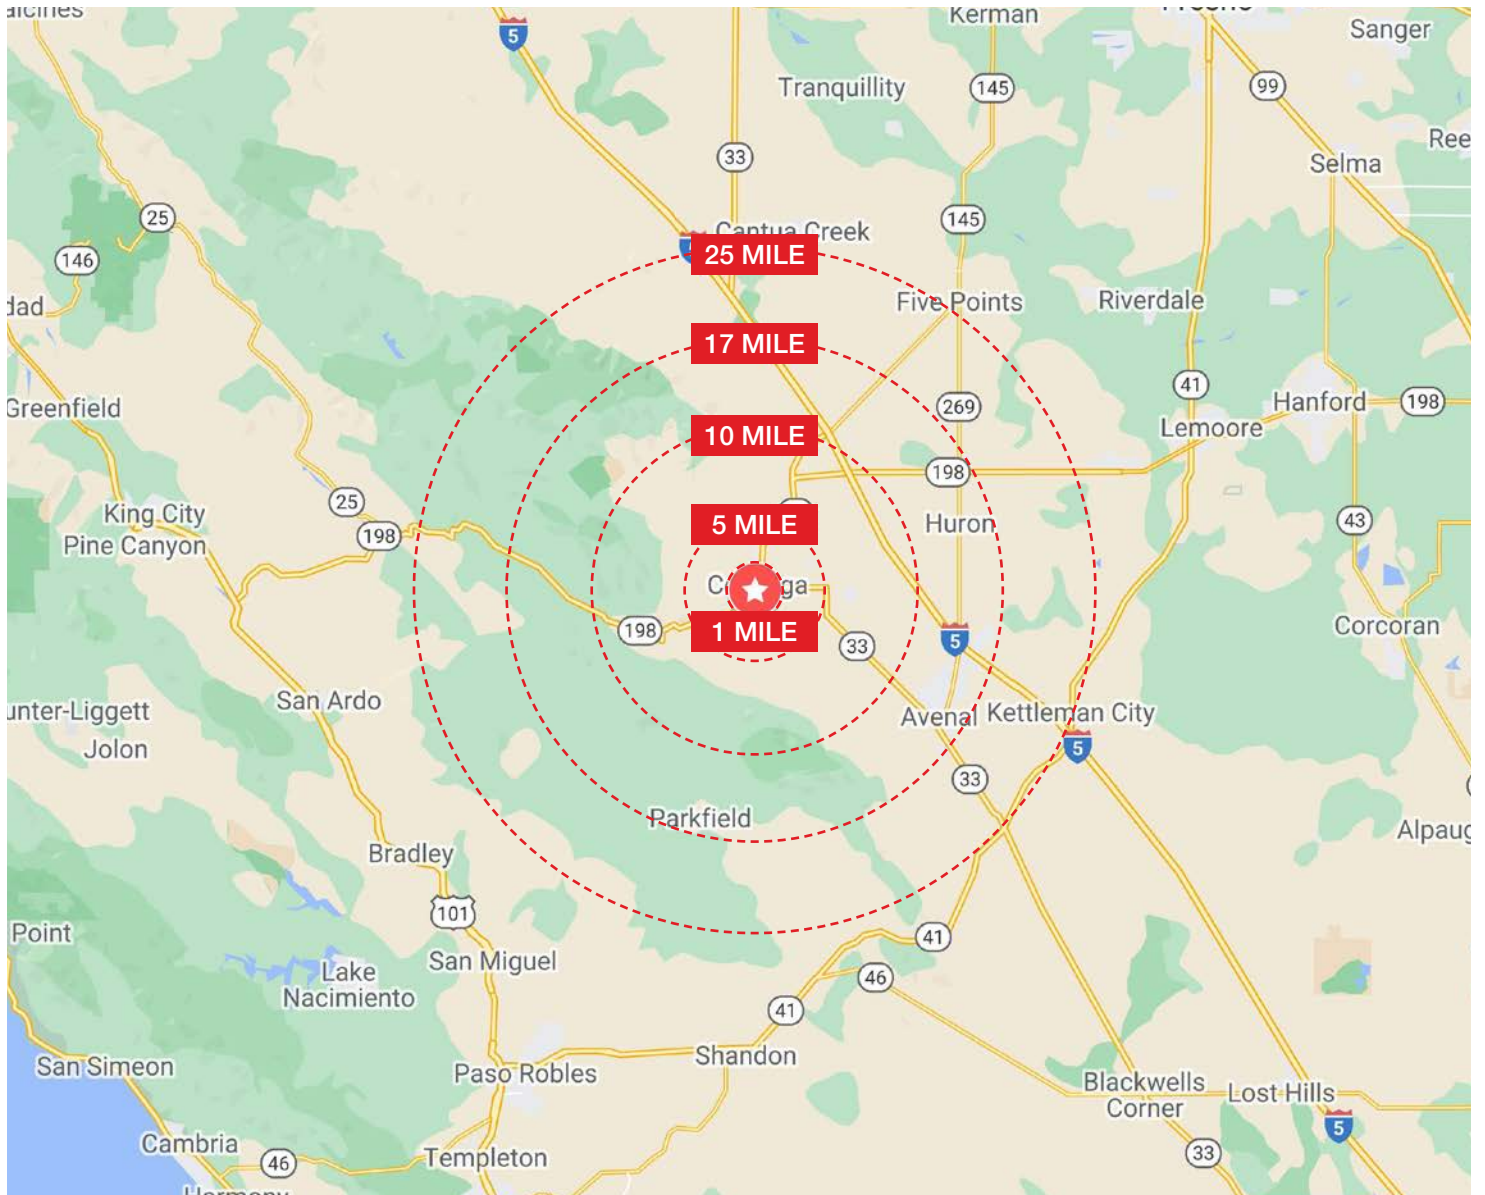 Kerman
Sanger
5
Tranquillity
145
99
33
Selma
25
145
Cantua Creek
146
25 MILE
Five Points
Riverdale
17 MILE
41
Greenfield
269
Hanford
198
10 MILE
Lemoore
198
25
King City
5 MILE
Huron
43
198
Pine Canyon
Corcoran
198
1 MILE
33
5
San Ardo
Avenal
Kettleman City
Jolon
5
33
Parkfield
Bradley
101
Point
41
San Miguel
Lake
Nacimiento
46
41
San Simeon
Paso Robles
Shandon
Blackwells
Corner
Lost Hills
5
Cambria
46
Templeton
33